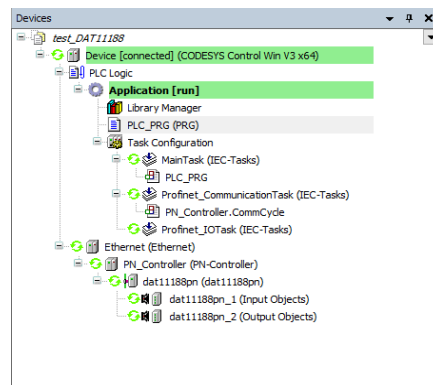 Devices
test_DAT11188
Device [connected] (CODESYS Control Win V3 x64)
PLC Logic
Application [run]
Library Manager
PLC_PRG (PRG)
Task Configuration
MainTask (IEC-Tasks)
PLC_PRG
Profinet_CommunicationTask (IEC-Tasks)
PN_Controller.CommCycle
Profinet_IOTask (IEC-Tasks)
Ethernet (Ethernet)
PN_Controller (PN-Controller)
dat11188pn (dat11188pn)
dat11188pn_1 (Input Objects)
dat11188pn_2 (Output Objects)